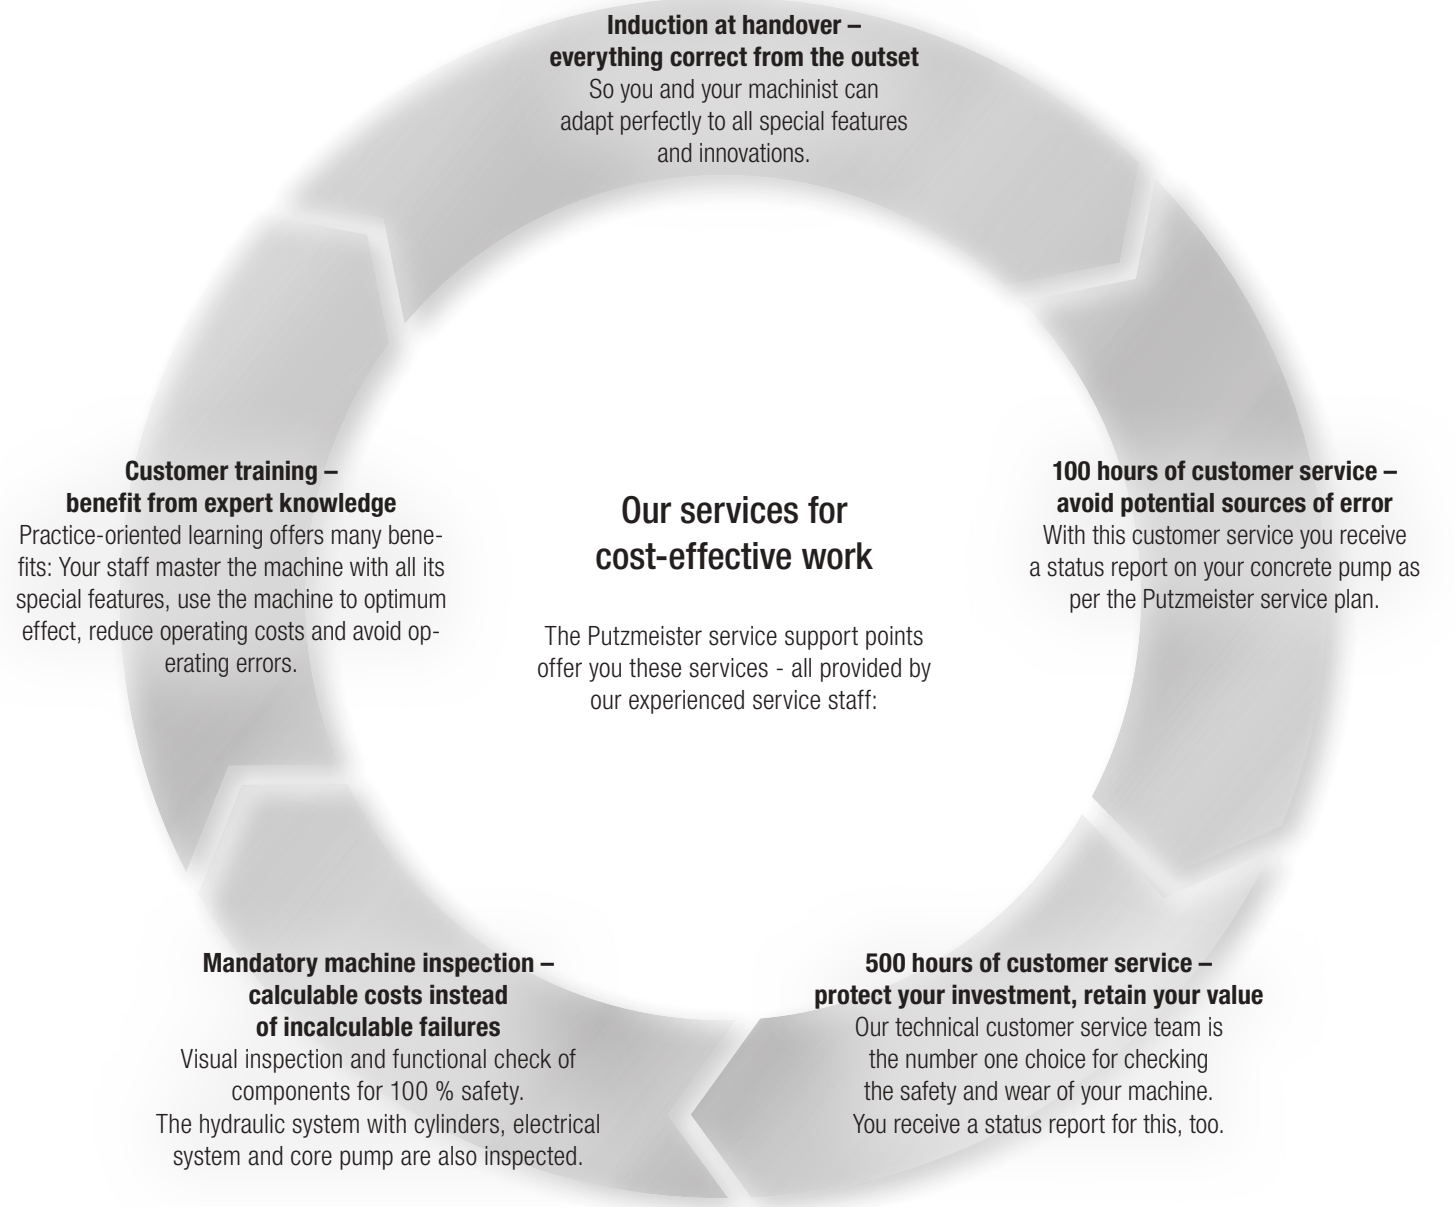 Induction at handover –
everything correct from the outset
So you and your machinist can
adapt perfectly to all special features
and innovations.
Customer training –
benefit from expert knowledge
Practice-oriented learning offers many bene-
fits: Your staff master the machine with all its
special features, use the machine to optimum
effect, reduce operating costs and avoid op-
erating errors.
Our services for
cost-effective work
The Putzmeister service support points
offer you these services - all provided by
our experienced service staff:
100 hours of customer service –
avoid potential sources of error
With this customer service you receive
a status report on your concrete pump as
per the Putzmeister service plan.
Mandatory machine inspection –
calculable costs instead
of incalculable failures
Visual inspection and functional check of
components for 100 % safety.
The hydraulic system with cylinders, electrical
system and core pump are also inspected.
500 hours of customer service –
protect your investment, retain your value
Our technical customer service team is
the number one choice for checking
the safety and wear of your machine.
You receive a status report for this, too.